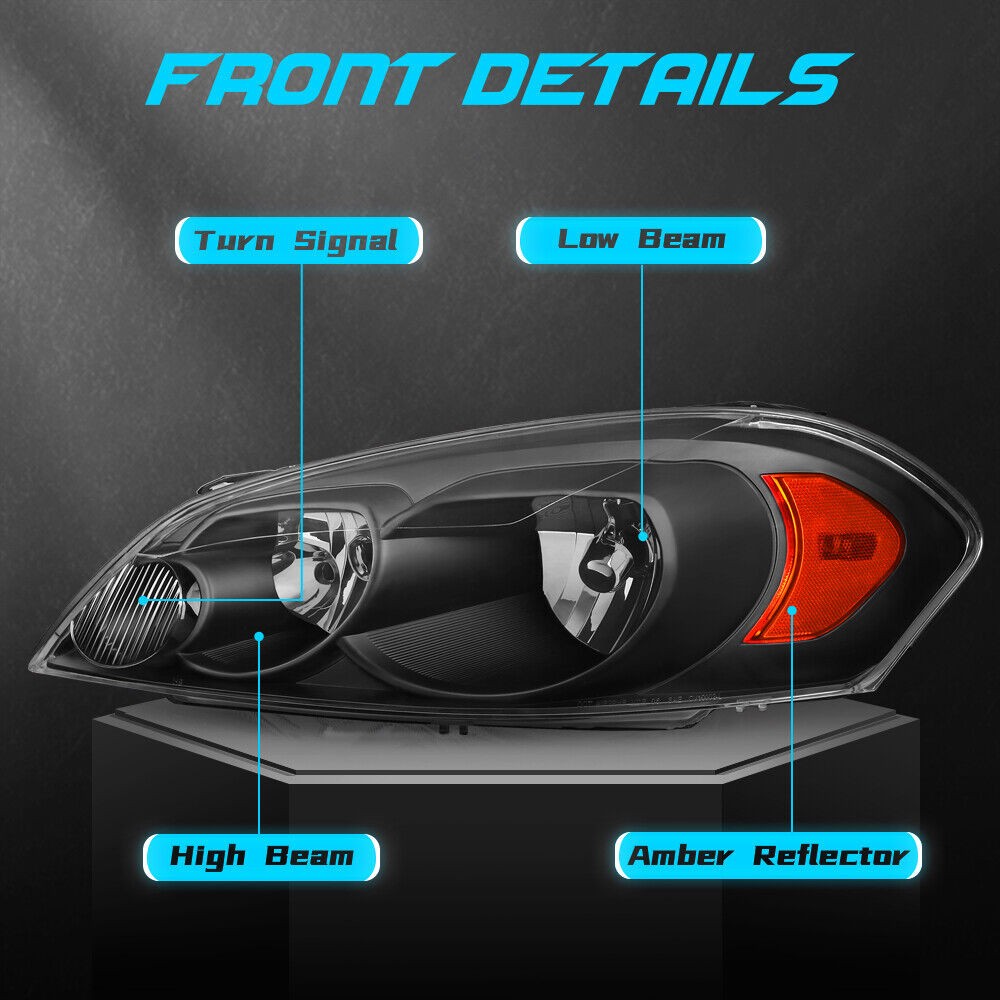 FRONT DETAILS
Turn Signal
Low Beam
High Beam
Amber Reflector